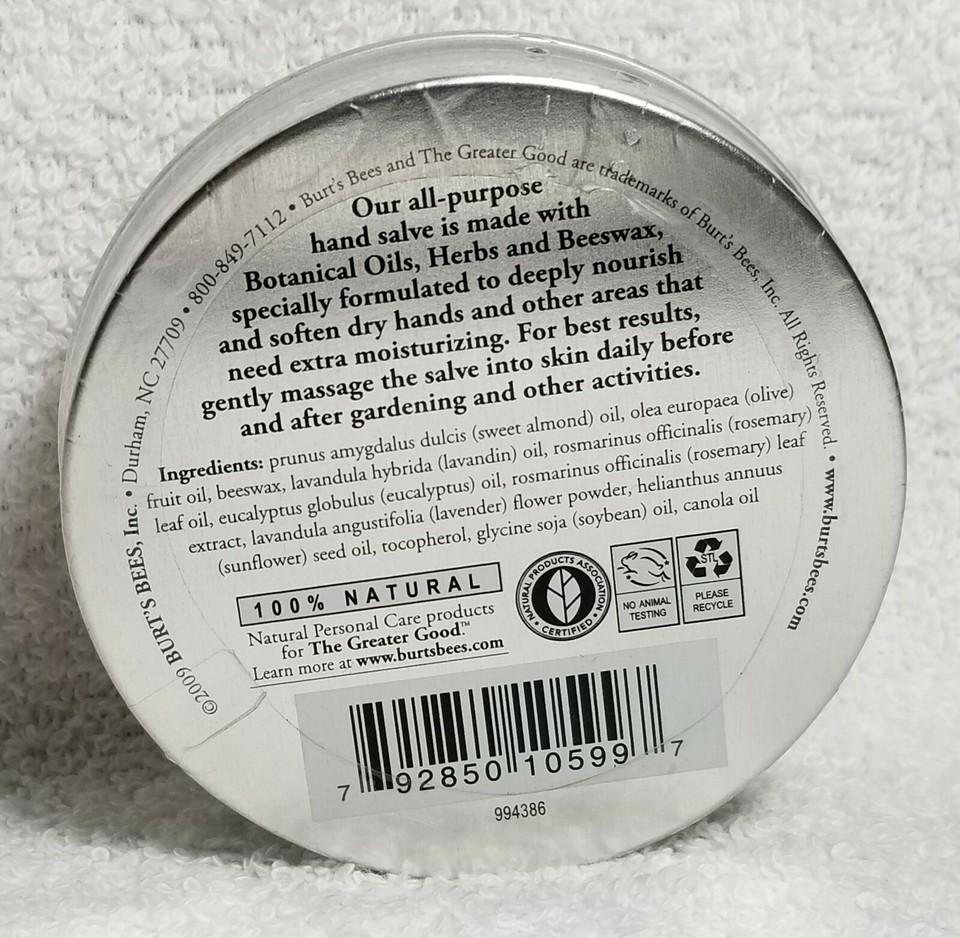 ©2009 BURT'S BEES, Inc. • Durham, NC 27709 • 800-849-7112 • Burt's Bees and The Greater Good are trademarks of Burt's Bees, Inc. All Rights Reserved. • www.burtsbees.com
Our all-purpose
hand salve is made with
Botanical Oils, Herbs and Beeswax,
specially formulated to deeply nourish
and soften dry hands and other areas that
need extra moisturizing. For best results,
gently massage the salve into skin daily before
and after gardening and other activities.
Ingredients: prunus amygdalus dulcis (sweet almond) oil, olea europaea (olive)
fruit oil, beeswax, lavandula hybrida (lavandin) oil, rosmarinus officinalis (rosemary)
leaf oil, eucalyptus globulus (eucalyptus) oil, rosmarinus officinalis (rosemary) leaf
extract, lavandula angustifolia (lavender) flower powder, helianthus annuus
(sunflower) seed oil, tocopherol, glycine soja (soybean) oil, canola oil
100% NATURAL
Natural Personal Care products
for The Greater Good.™
Learn more at www.burtsbees.com
NATURAL PRODUCTS ASSOCIATION
• CERTIFIED •
NO ANIMAL
TESTING
STL
PLEASE
RECYCLE
7 92850 10599 7
994386